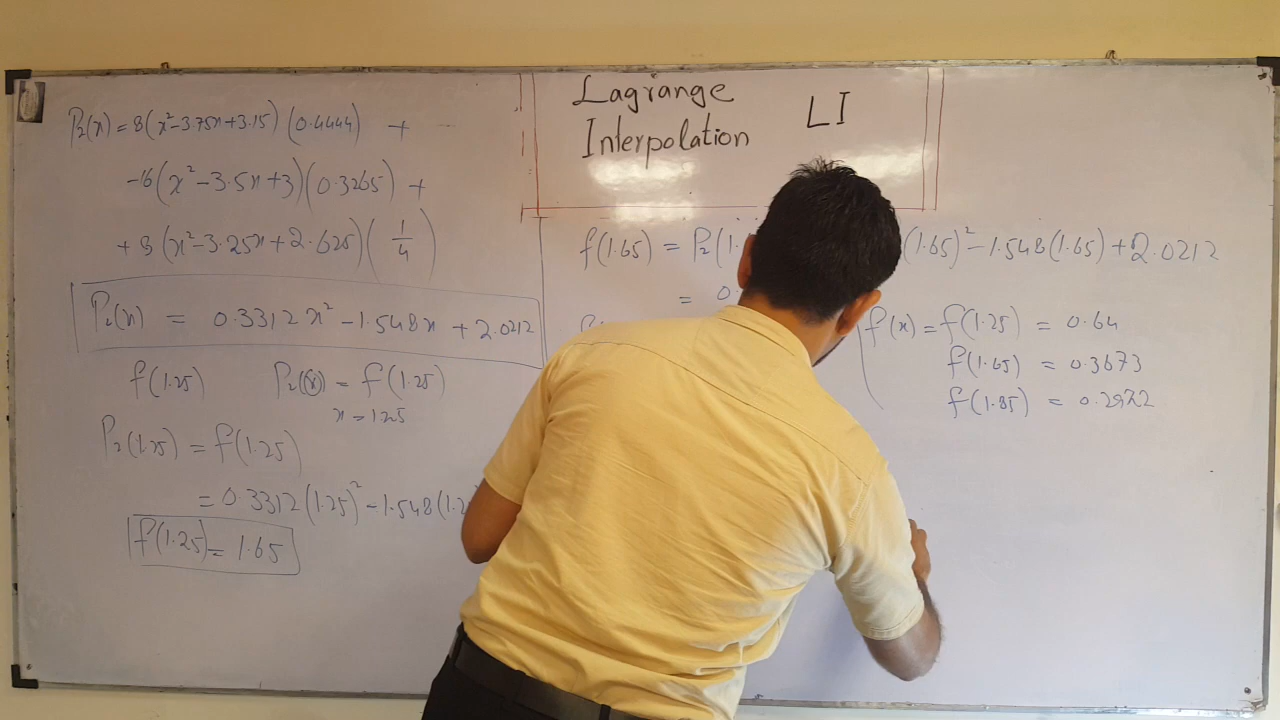 Lagrange
Interpolation
LI
P₂(x) = 8(x²-3.75x+3.15)(0.4444) +
-16(x²-3.5x+3)(0.3265) +
+ 8(x²-3.25x+2.625)(1/4)
P₂(x) = 0.3312x² - 1.548x + 2.0212
f(1.25) P₂(x) = f(1.25)
x = 1.25
P₂(1.25) = f(1.25)
= 0.3312(1.25)² - 1.548(1.2
f(1.25) = 1.65
f(1.65) = P₂(1. (1.65)² - 1.548(1.65) + 2.0212
= 0.
f(x) = f(1.25) = 0.64
f(1.65) = 0.3673
f(1.85) = 0.2922